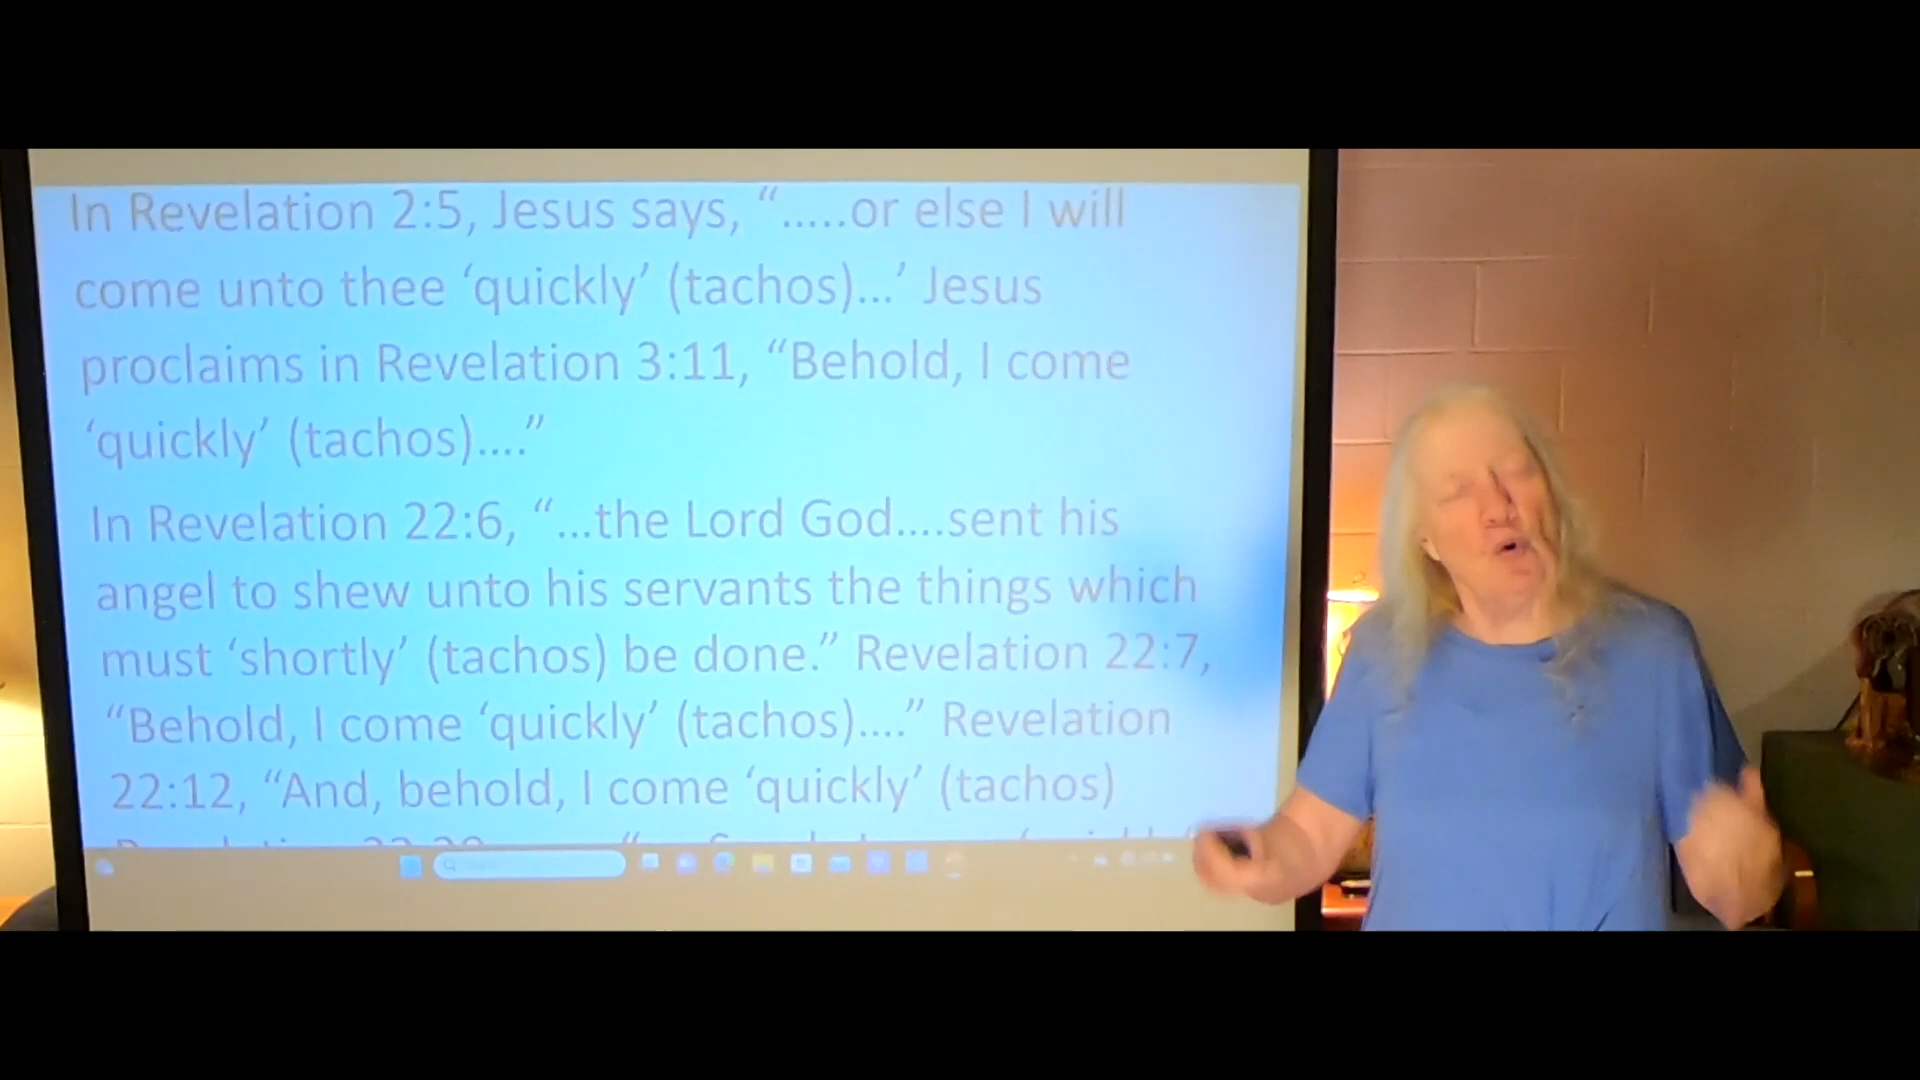 In Revelation 2:5, Jesus says, “.....or else I will
come unto thee ‘quickly’ (tachos)...’ Jesus
proclaims in Revelation 3:11, “Behold, I come
‘quickly’ (tachos)....”
In Revelation 22:6, “...the Lord God....sent his
angel to shew unto his servants the things which
must ‘shortly’ (tachos) be done.” Revelation 22:7,
“Behold, I come ‘quickly’ (tachos)....” Revelation
22:12, “And, behold, I come ‘quickly’ (tachos)